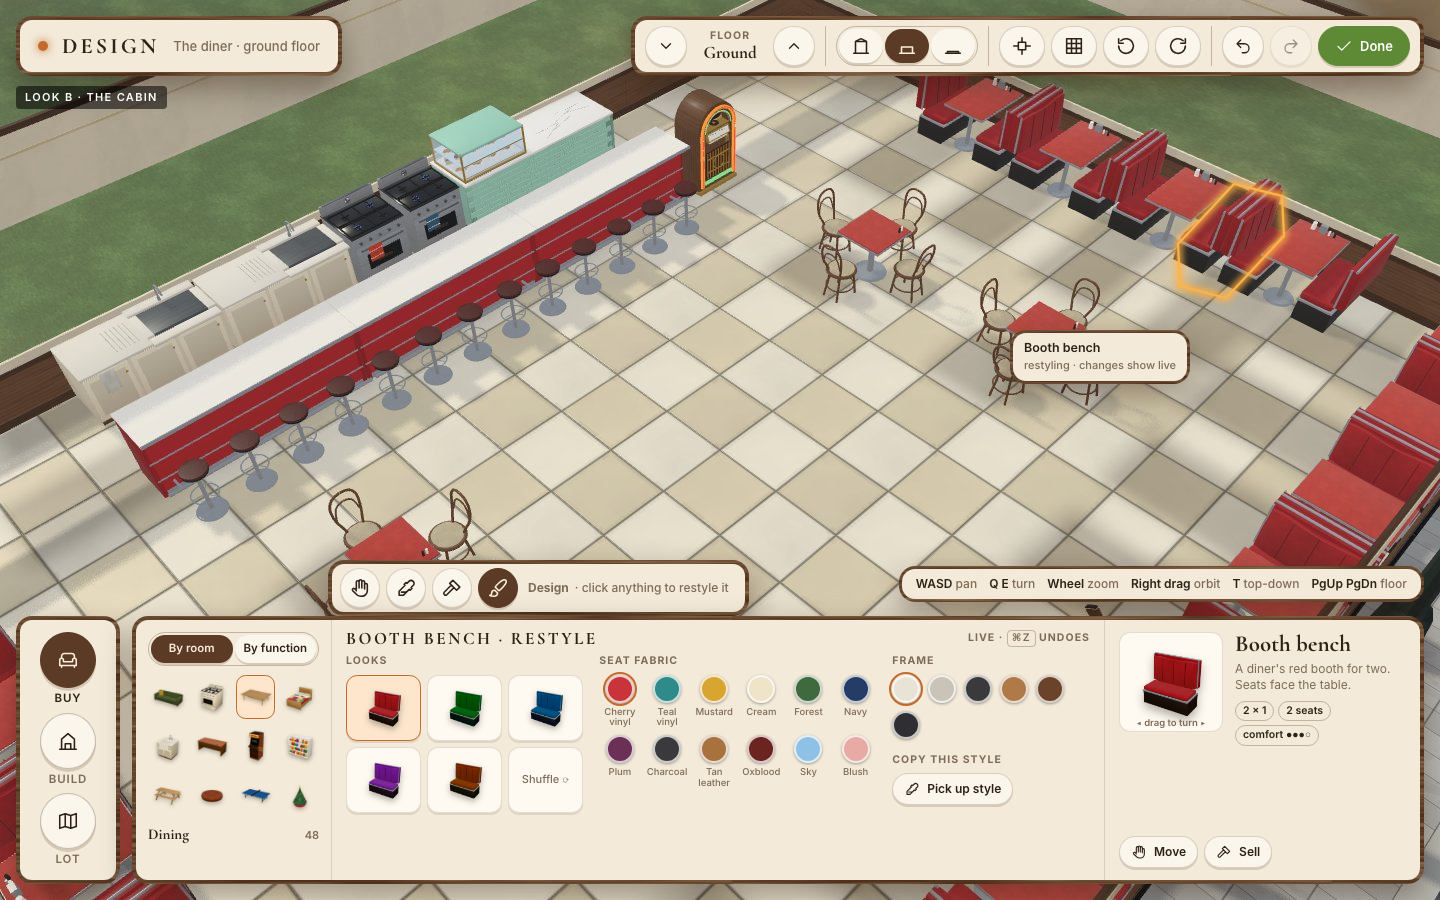 DESIGN The diner · ground floor
FLOOR
Ground
Done
LOOK B · THE CABIN
Booth bench
restyling · changes show live
Design · click anything to restyle it
WASD pan Q E turn Wheel zoom Right drag orbit T top-down PgUp PgDn floor
BUY
BUILD
LOT
By room By function
Dining 48
BOOTH BENCH · RESTYLE
LIVE · ⌘Z UNDOES
LOOKS
Shuffle
SEAT FABRIC
Cherry vinyl
Teal vinyl
Mustard
Cream
Forest
Navy
Plum
Charcoal
Tan leather
Oxblood
Sky
Blush
FRAME
COPY THIS STYLE
Pick up style
drag to turn
Booth bench
A diner's red booth for two.
Seats face the table.
2 × 1 2 seats
comfort ●●●○
Move Sell